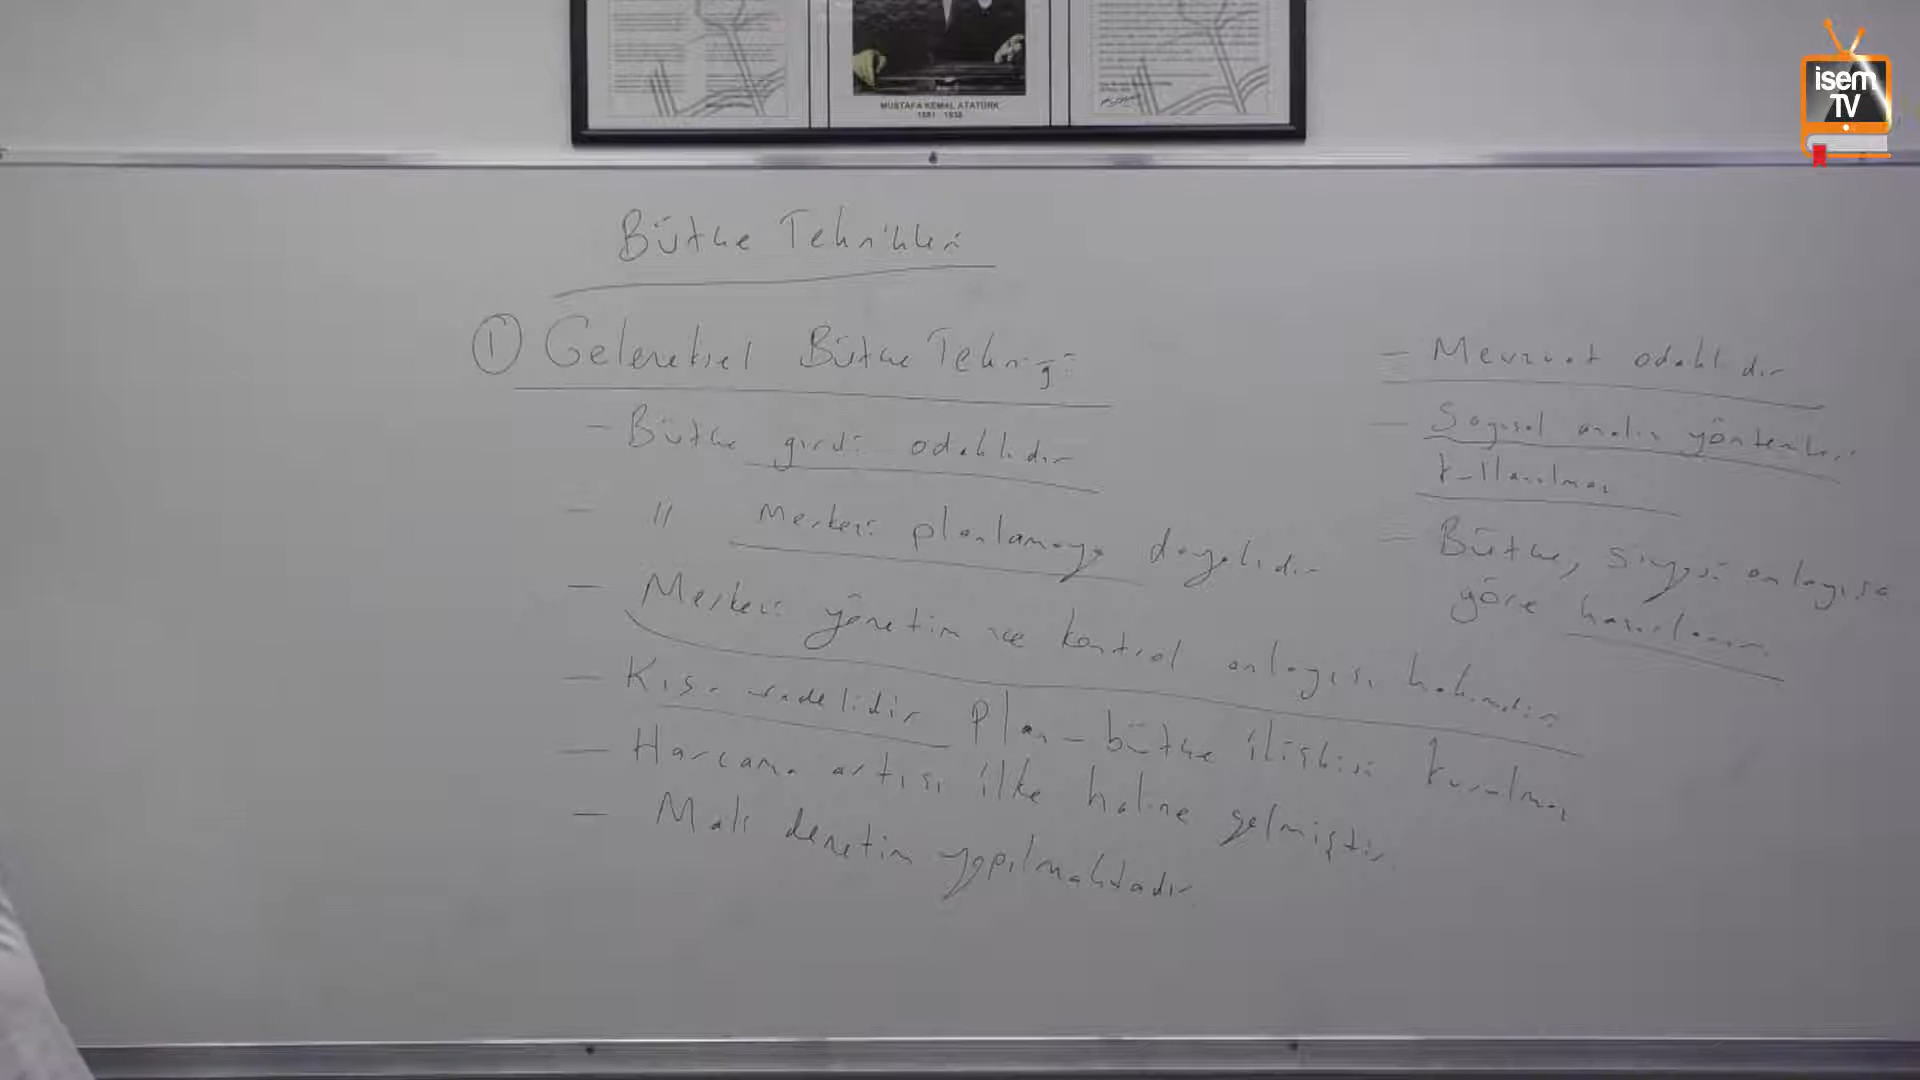 MUSTAFA KEMAL ATATÜRK
1881 - 1938
isem
TV
Bütçe Teknikleri
① Geleneksel Bütçe Tekniği
- Bütçe girdi odaklıdır
- " Merkezi planlamaya dayalıdır
- Merkezi yönetim ve kontrol anlayışı hakimdir
- Kısa vadelidir Plan-bütçe ilişkisi kurulmaz
- Harcama artışı ilke haline gelmiştir.
- Mali denetim yapılmaktadır
- Mevzuat odaklıdır
- Sayısal analiz yöntemleri
kullanılmaz
- Bütçe, siyasi anlayışa
göre hazırlanır.